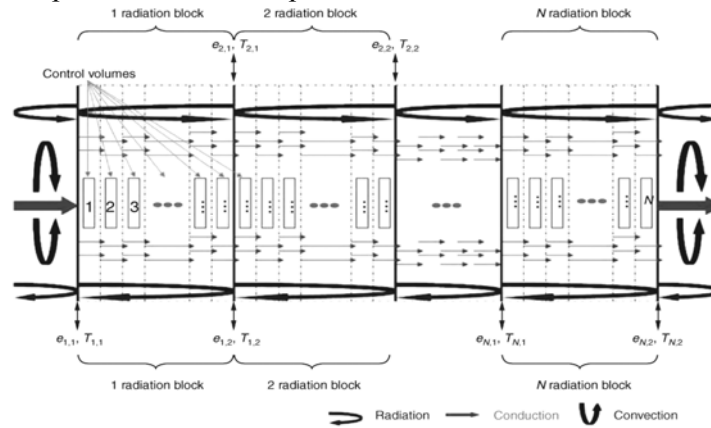 1 radiation block 2 radiation block N radiation block
e2,1, T2,1 e2,2, T2,2
Control volumes
1 2 3 ••• ⋮ ⋮ ⋮ ⋮ ⋮ ••• ⋮ ⋮ ••• ⋮ ⋮ ⋮ ••• ⋮ N
e1,1, T1,1 e1,2, T1,2 eN,1, TN,1 eN,2, TN,2
1 radiation block 2 radiation block N radiation block
Radiation Conduction Convection